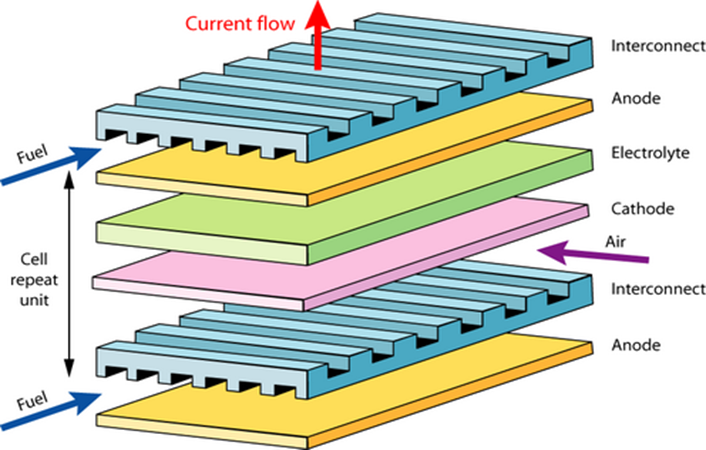 Current flow
Interconnect
Anode
Fuel
Electrolyte
Cathode
Air
Cell
repeat
unit
Interconnect
Anode
Fuel